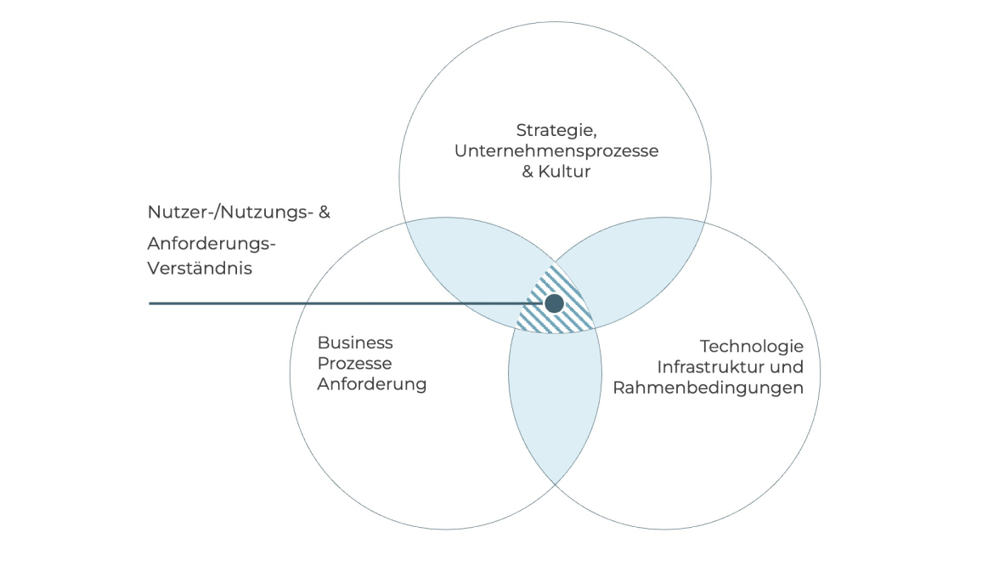 Strategie,
Unternehmensprozesse
& Kultur
Nutzer-/Nutzungs- &
Anforderungs-
Verständnis
Business
Prozesse
Anforderung
Technologie
Infrastruktur und
Rahmenbedingungen